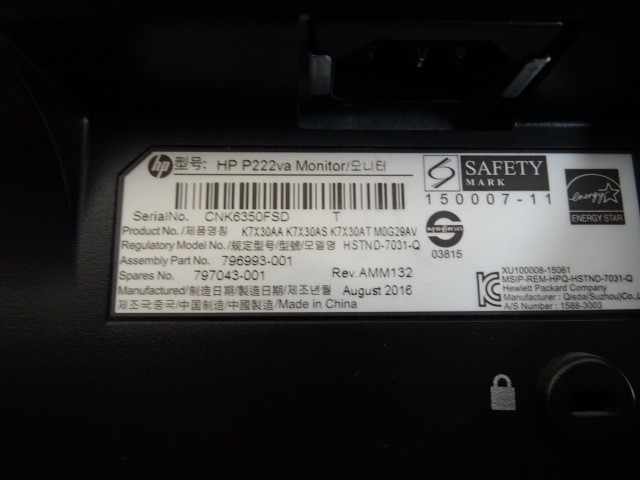 hp 型号: HP P222va Monitor/모니터
Serial No. CNK6350FSD T
Product No./제품명칭 K7X30AA K7X30AS K7X30AT M0G29AV
Regulatory Model No./规定型号/型號/모델명 HSTND-7031-Q
Assembly Part No. 796993-001
Spares No. 797043-001 Rev. AMM132
Manufactured/制造日期/製造日期/제조년월 August 2016
제조국:중국/中国制造/中國製造/Made in China
S SAFETY
MARK
150007-11
03815
energy
ENERGY STAR
XU100008-15061
MSIP-REM-HPQ-HSTND-7031-Q
Hewlett Packard Company
Manufacturer : Qisda(Suzhou)Co.,L
A/S Number : 1588-3003